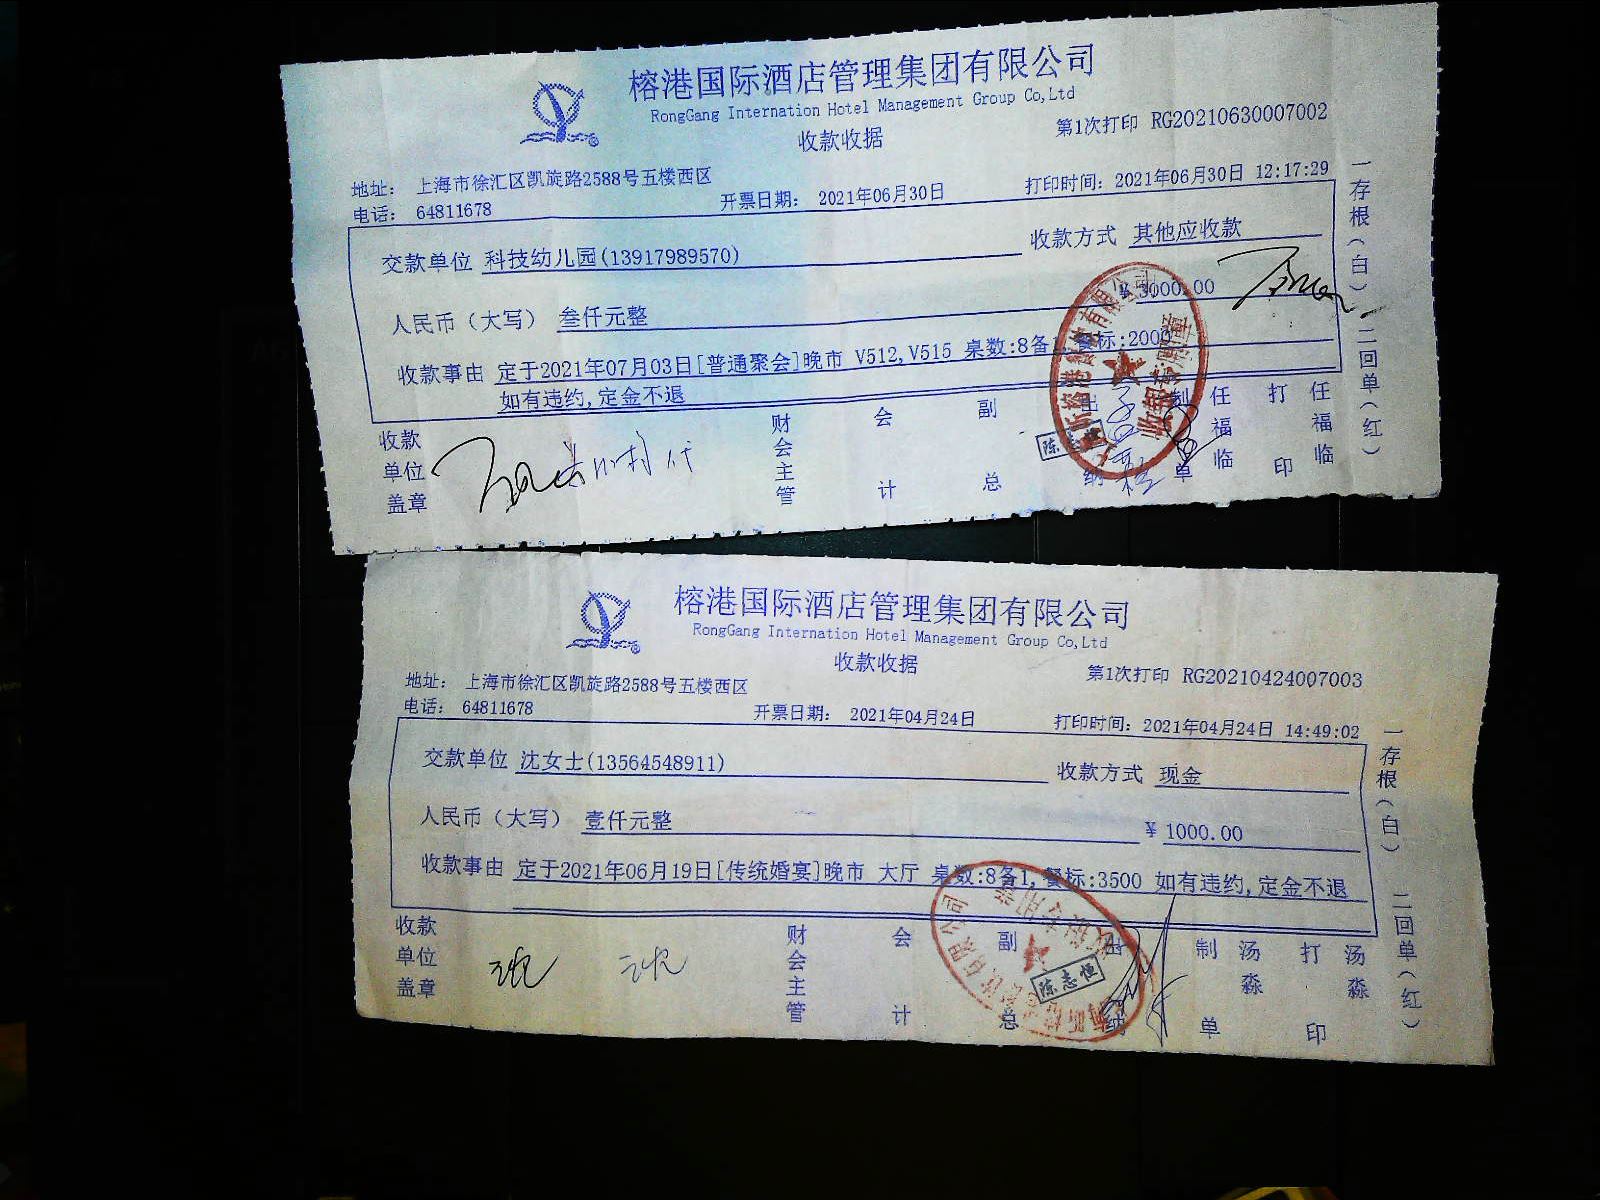 榕港国际酒店管理集团有限公司
RongGang Internation Hotel Management Group Co,Ltd
收款收据
第1次打印 RG20210630007002
地址： 上海市徐汇区凯旋路2588号五楼西区
电话： 64811678 开票日期： 2021年06月30日 打印时间：2021年06月30日 12:17:29
交款单位 科技幼儿园(13917989570) 收款方式 其他应收款
人民币（大写） 叁仟元整 ¥ 3000.00
收款事由 定于2021年07月03日[普通聚会]晚市 V512,V515 桌数:8备1,餐标:2000
如有违约,定金不退
收款单位盖章 财会主管 会计 副总 出纳 陈志恒 制单 任福临 打印 任福临
一存根（白） 二回单（红）
榕港国际酒店管理集团有限公司
RongGang Internation Hotel Management Group Co,Ltd
收款收据
第1次打印 RG20210424007003
地址： 上海市徐汇区凯旋路2588号五楼西区
电话： 64811678 开票日期： 2021年04月24日 打印时间：2021年04月24日 14:49:02
交款单位 沈女士(13564548911) 收款方式 现金
人民币（大写） 壹仟元整 ¥ 1000.00
收款事由 定于2021年06月19日[传统婚宴]晚市 大厅 桌数:8备1,餐标:3500 如有违约,定金不退
收款单位盖章 沈 沈 财会主管 会计 副总 出纳 陈志恒 制单 汤淼 打印 汤淼
一存根（白） 二回单（红）